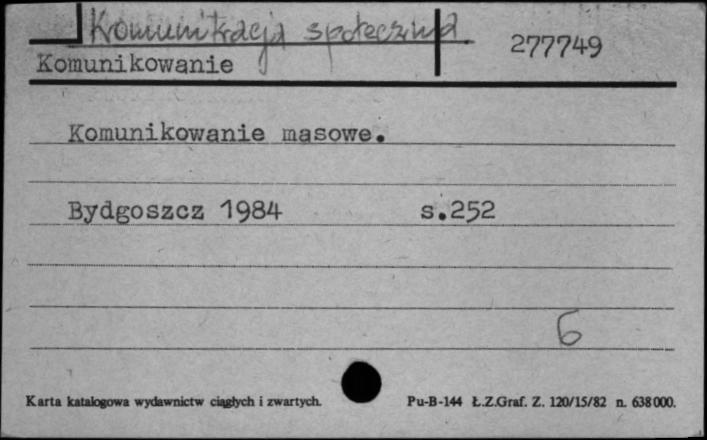 Komunikacja społeczna
277749
Komunikowanie
Komunikowanie masowe.
Bydgoszcz 1984 s.252
6
Karta katalogowa wydawnictw ciągłych i zwartych. Pu-B-144 Ł.Z.Graf. Z. 120/15/82 n. 638000.